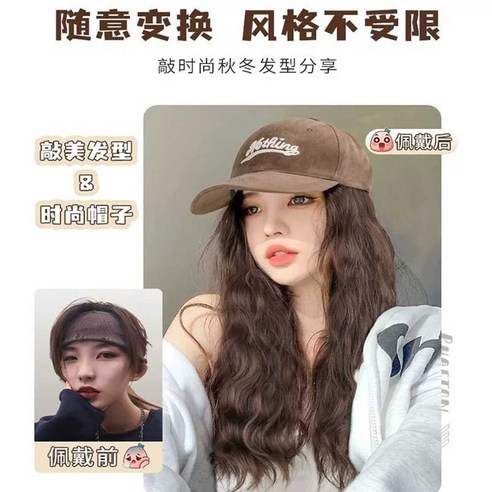 随意变换 风格不受限
敲时尚秋冬发型分享
敲美发型
&
时尚帽子
佩戴后
Nothing
PHAETON
佩戴前